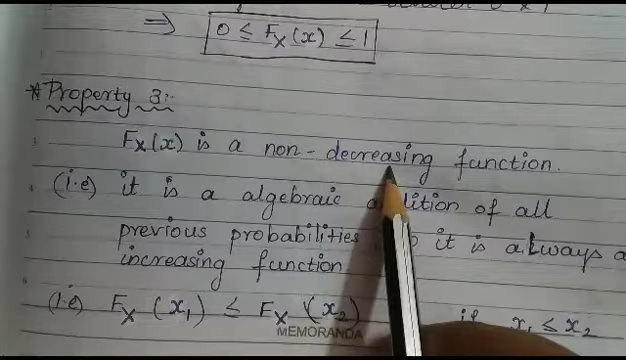 ⇒ 0 ≤ Fx(x) ≤ 1
*Property 3:-
Fx(x) is a non-decreasing function.
(i.e) it is a algebraic addition of all
previous probabilities it is always a
increasing function
(i.e) Fx(x1) ≤ Fx(x2) if x1 ≤ x2
MEMORANDA